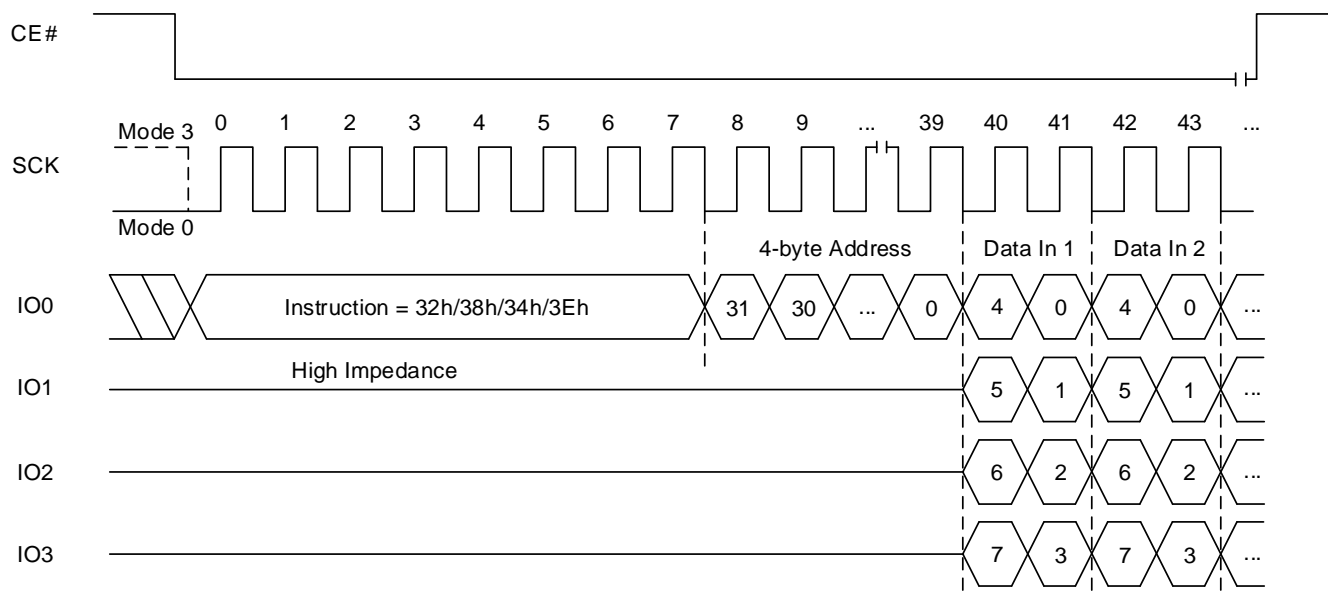 CE#
Mode 3 0 1 2 3 4 5 6 7 8 9 ... 39 40 41 42 43 ...
SCK
Mode 0
4-byte Address Data In 1 Data In 2
IO0 Instruction = 32h/38h/34h/3Eh 31 30 ... 0 4 0 4 0 ...
High Impedance
IO1 5 1 5 1 ...
IO2 6 2 6 2 ...
IO3 7 3 7 3 ...